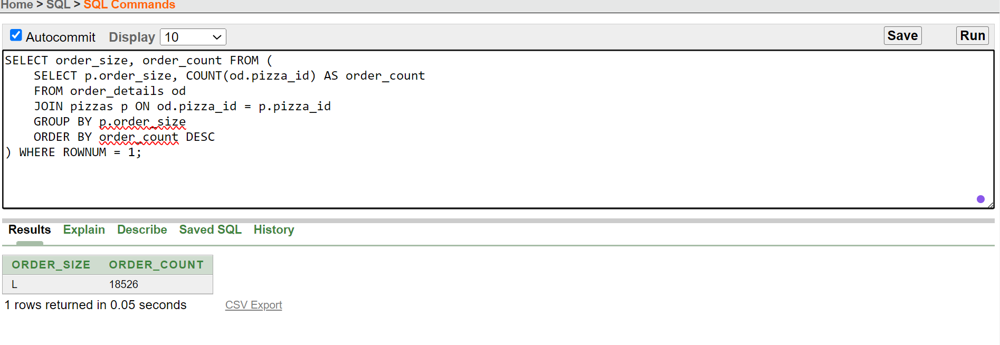 Home > SQL > SQL Commands
Autocommit Display 10 Save Run
SELECT order_size, order_count FROM (
    SELECT p.order_size, COUNT(od.pizza_id) AS order_count
    FROM order_details od
    JOIN pizzas p ON od.pizza_id = p.pizza_id
    GROUP BY p.order_size
    ORDER BY order_count DESC
) WHERE ROWNUM = 1;
Results Explain Describe Saved SQL History
ORDER_SIZE ORDER_COUNT
L 18526
1 rows returned in 0.05 seconds CSV Export